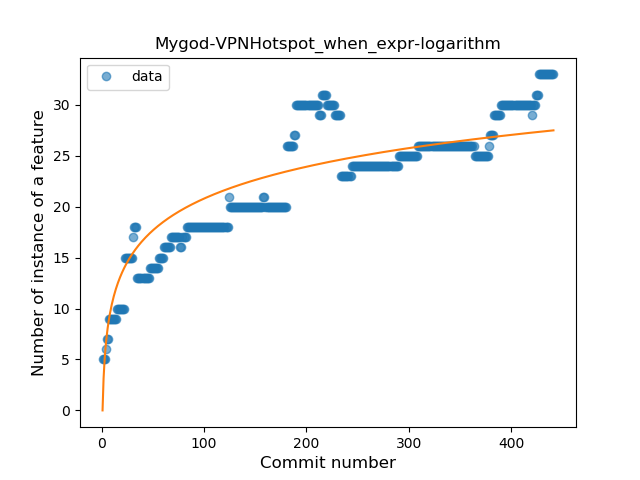 Mygod-VPNHotspot_when_expr-logarithm
data
Number of instance of a feature
30
25
20
15
10
5
0
0 100 200 300 400
Commit number